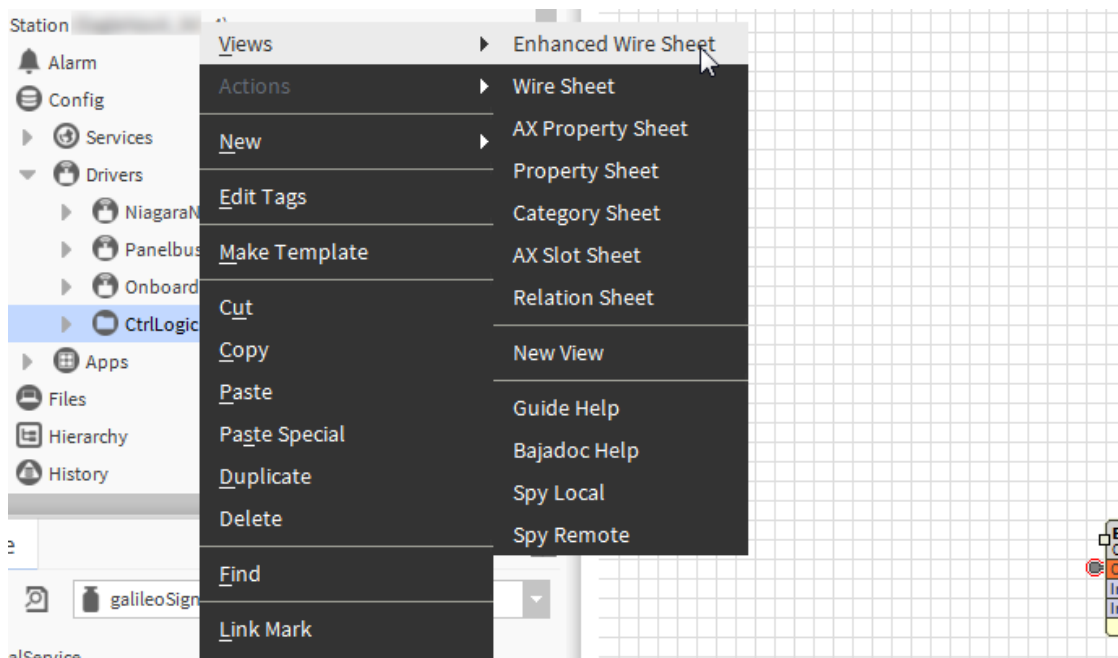 Station
Alarm
Config
Services
Drivers
NiagaraN
Panelbus
Onboard
CtrlLogic
Apps
Files
Hierarchy
History
galileoSign
Views
Actions
New
Edit Tags
Make Template
Cut
Copy
Paste
Paste Special
Duplicate
Delete
Find
Link Mark
Enhanced Wire Sheet
Wire Sheet
AX Property Sheet
Property Sheet
Category Sheet
AX Slot Sheet
Relation Sheet
New View
Guide Help
Bajadoc Help
Spy Local
Spy Remote